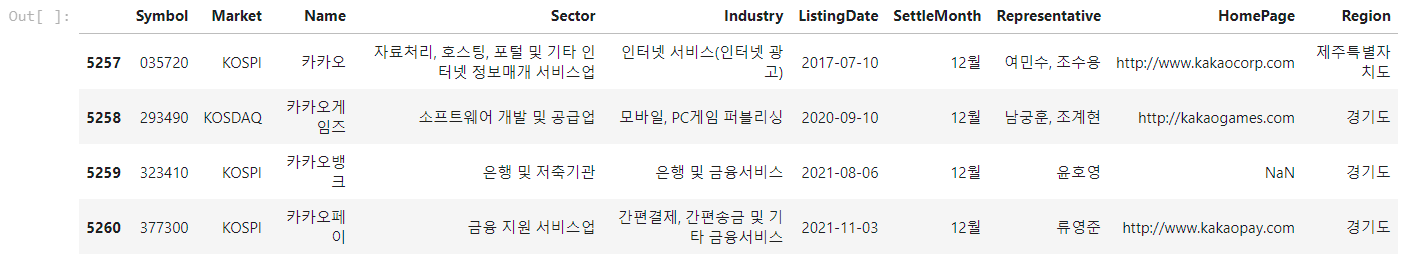 Out[ ]:
Symbol Market Name Sector Industry ListingDate SettleMonth Representative HomePage Region
5257 035720 KOSPI 카카오 자료처리, 호스팅, 포털 및 기타 인터넷 정보매개 서비스업 인터넷 서비스(인터넷 광고) 2017-07-10 12월 여민수, 조수용 http://www.kakaocorp.com 제주특별자치도
5258 293490 KOSDAQ 카카오게임즈 소프트웨어 개발 및 공급업 모바일, PC게임 퍼블리싱 2020-09-10 12월 남궁훈, 조계현 http://kakaogames.com 경기도
5259 323410 KOSPI 카카오뱅크 은행 및 저축기관 은행 및 금융서비스 2021-08-06 12월 윤호영 NaN 경기도
5260 377300 KOSPI 카카오페이 금융 지원 서비스업 간편결제, 간편송금 및 기타 금융서비스 2021-11-03 12월 류영준 http://www.kakaopay.com 경기도